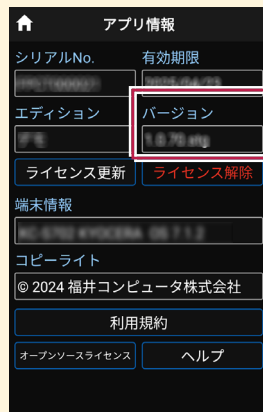 アプリ情報
シリアルNo. 有効期限
エディション バージョン
ライセンス更新 ライセンス解除
端末情報
コピーライト
© 2024 福井コンピュータ株式会社
利用規約
オープンソースライセンス ヘルプ